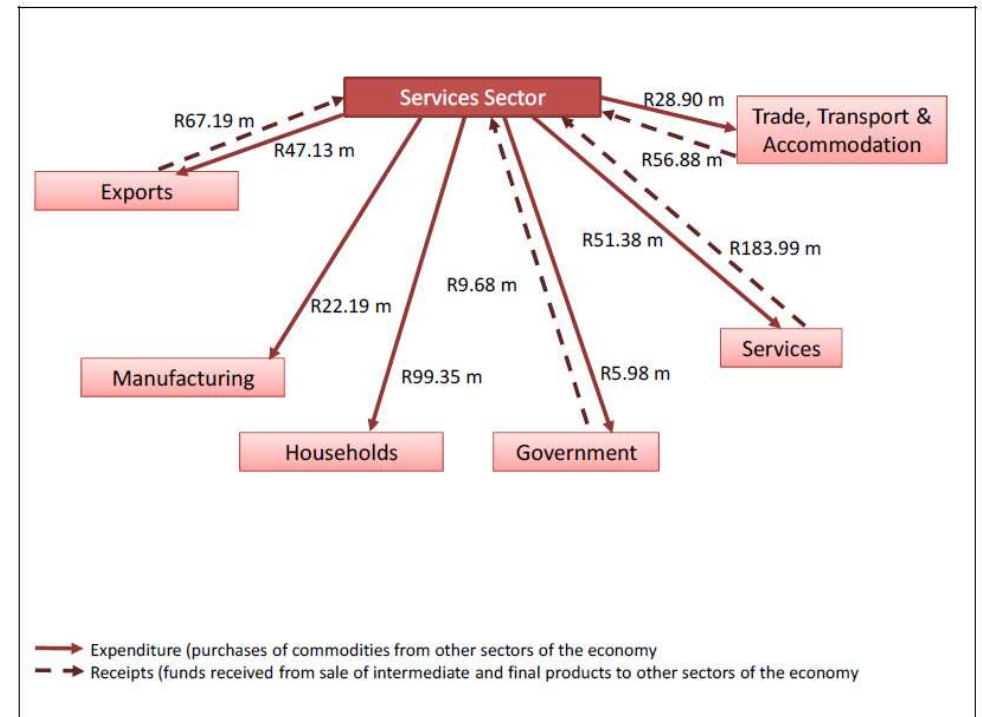 Services Sector
R28.90 m
Trade, Transport &
Accommodation
R67.19 m
R47.13 m
R56.88 m
Exports
R51.38 m
R183.99 m
R9.68 m
R22.19 m
Services
Manufacturing
R99.35 m
R5.98 m
Households
Government
Expenditure (purchases of commodities from other sectors of the economy
Receipts (funds received from sale of intermediate and final products to other sectors of the economy